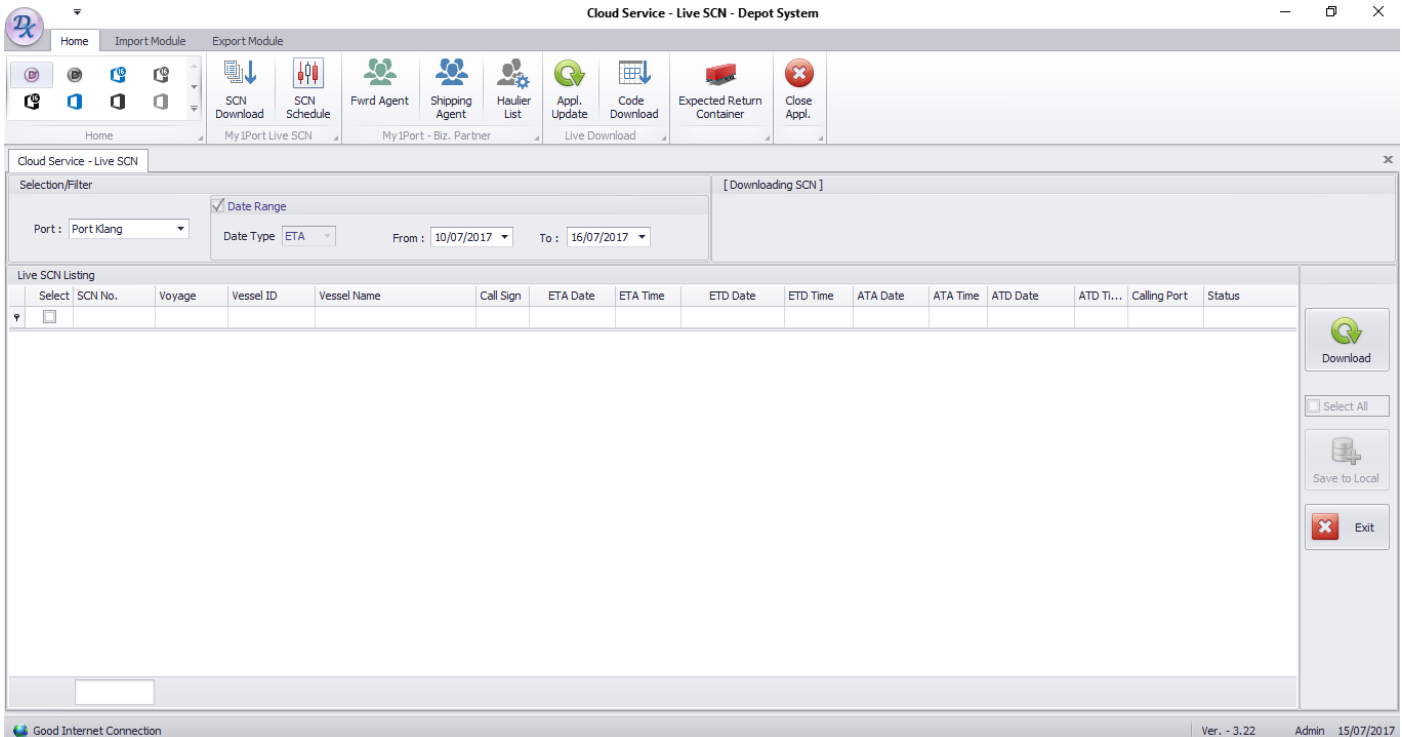 Cloud Service - Live SCN - Depot System
Home Import Module Export Module
SCN Download
SCN Schedule
Fwrd Agent
Shipping Agent
Haulier List
Appl. Update
Code Download
Expected Return Container
Close Appl.
Home My1Port Live SCN My1Port - Biz. Partner Live Download
Cloud Service - Live SCN
Selection/Filter [ Downloading SCN ]
Date Range
Port : Port Klang Date Type ETA From : 10/07/2017 To : 16/07/2017
Live SCN Listing
Select SCN No. Voyage Vessel ID Vessel Name Call Sign ETA Date ETA Time ETD Date ETD Time ATA Date ATA Time ATD Date ATD Ti... Calling Port Status
Download
Select All
Save to Local
Exit
Good Internet Connection Ver. - 3.22 Admin 15/07/2017